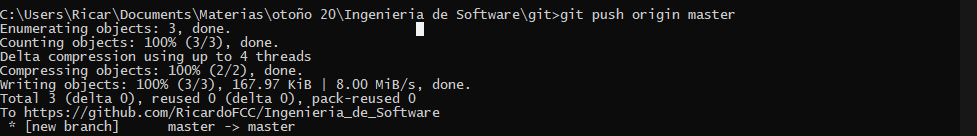 C:\Users\Ricar\Documents\Materias\otoño 20\Ingenieria de Software\git>git push origin master
Enumerating objects: 3, done.
Counting objects: 100% (3/3), done.
Delta compression using up to 4 threads
Compressing objects: 100% (2/2), done.
Writing objects: 100% (3/3), 167.97 KiB | 8.00 MiB/s, done.
Total 3 (delta 0), reused 0 (delta 0), pack-reused 0
To https://github.com/RicardoFCC/Ingenieria_de_Software
 * [new branch]      master -> master